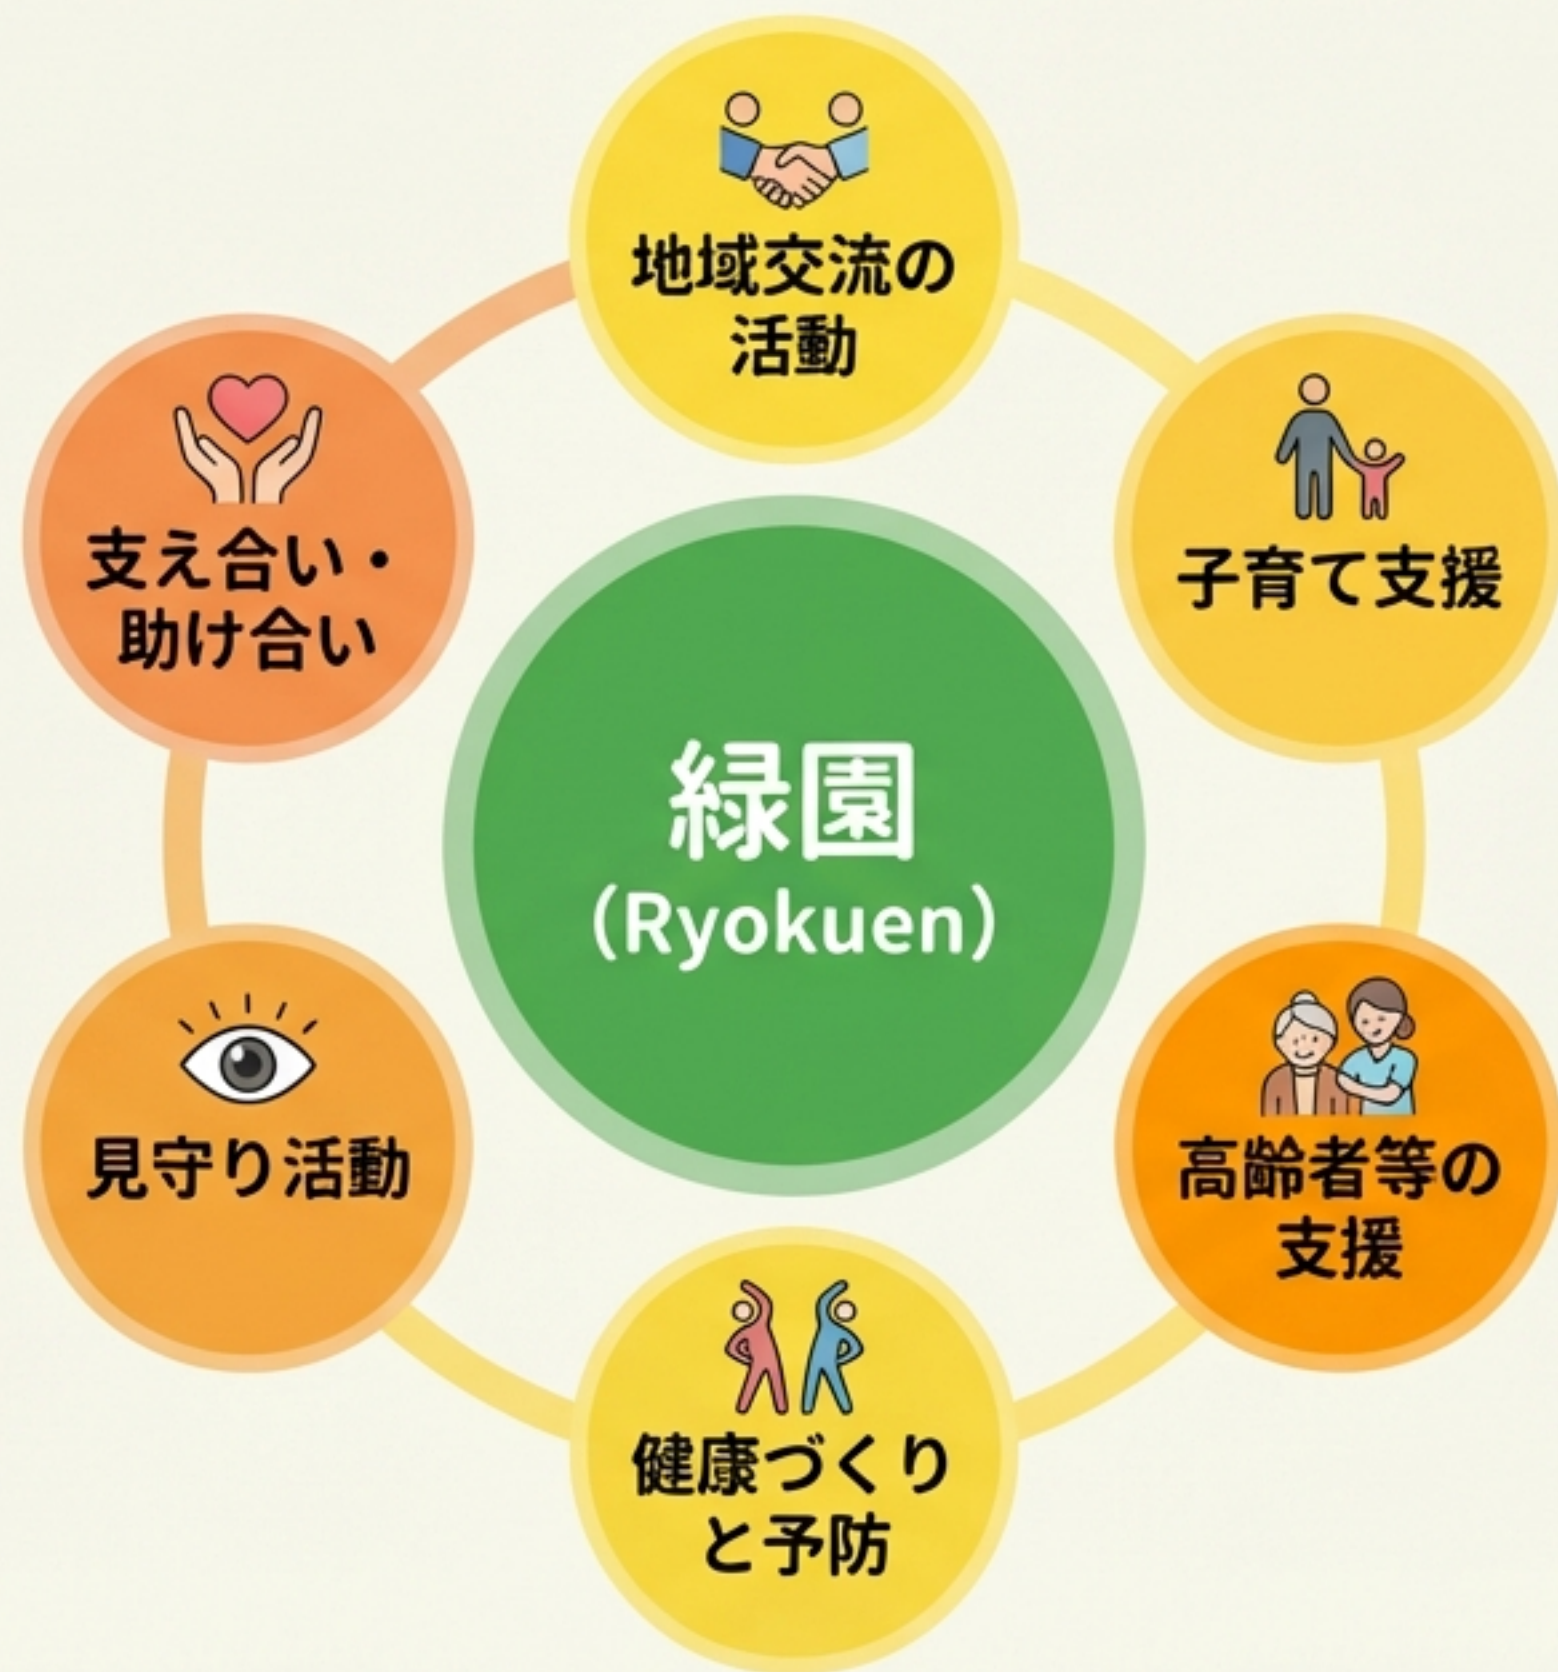 地域交流の
活動
子育て支援
高齢者等の
支援
健康づくり
と予防
見守り活動
支え合い・
助け合い
緑園
(Ryokuen)